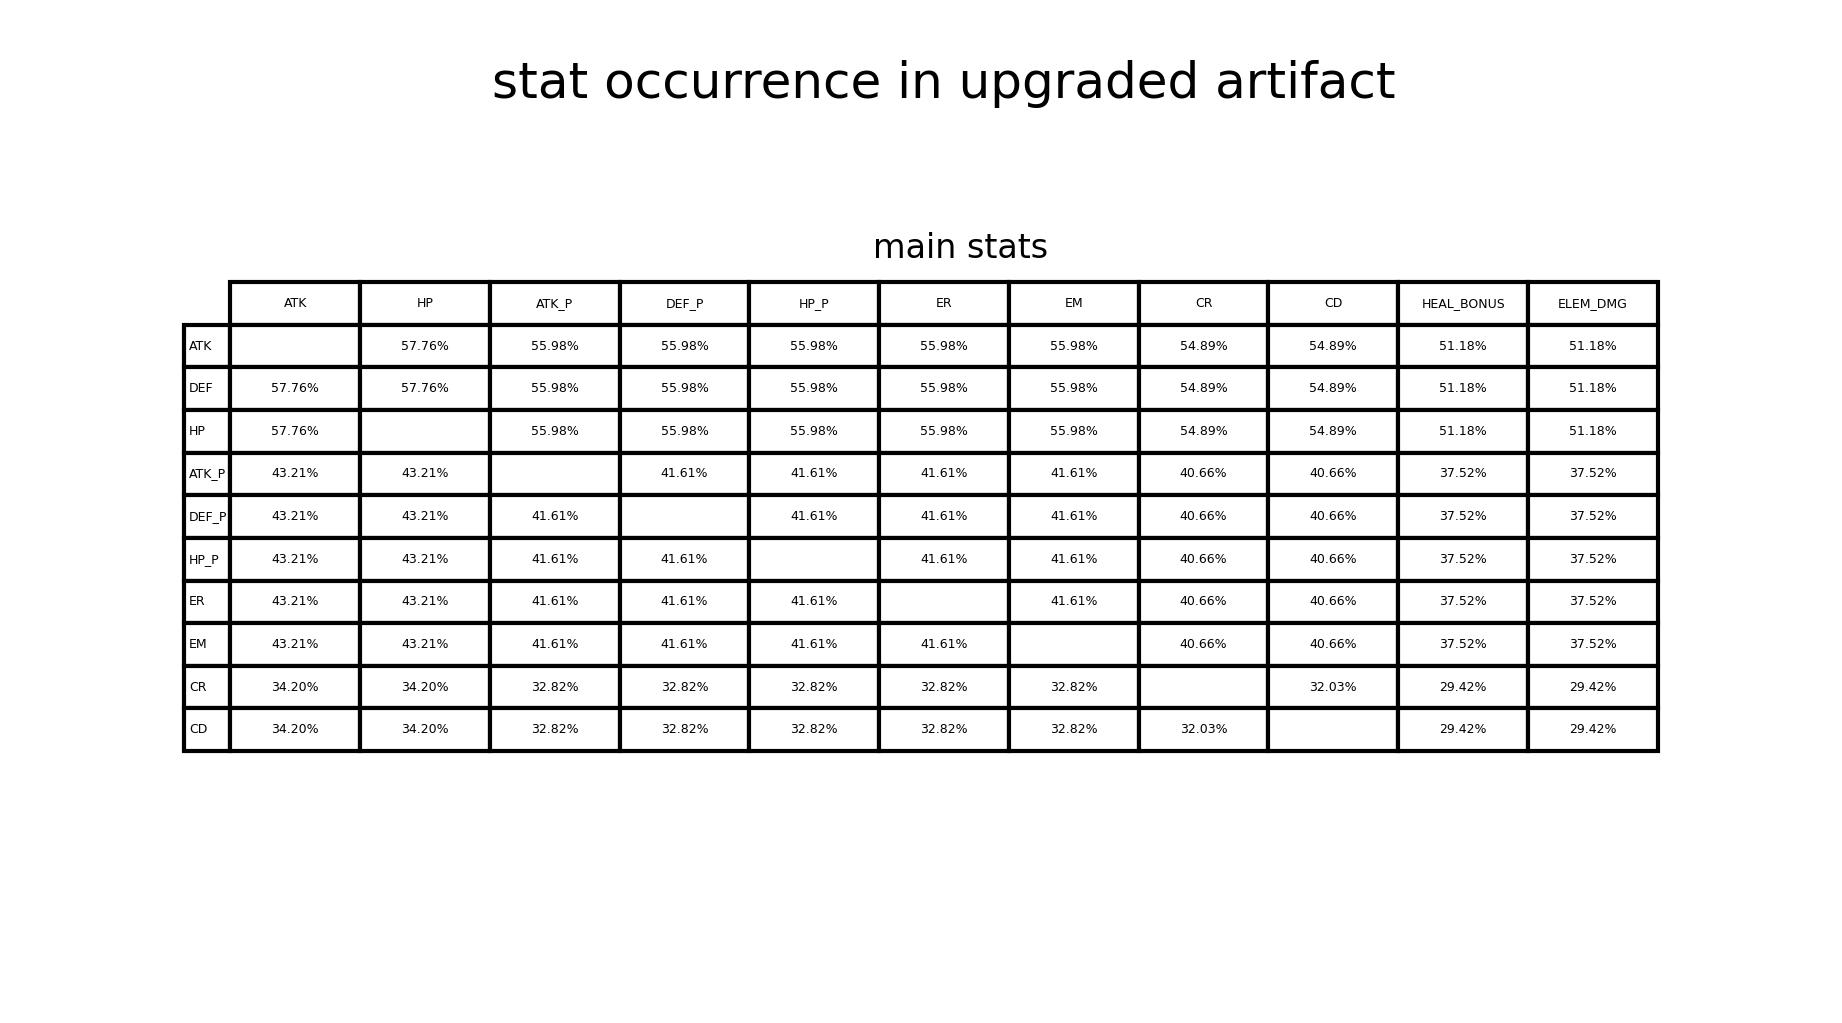 stat occurrence in upgraded artifact
main stats
ATK HP ATK_P DEF_P HP_P ER EM CR CD HEAL_BONUS ELEM_DMG
ATK 57.76% 55.98% 55.98% 55.98% 55.98% 55.98% 54.89% 54.89% 51.18% 51.18%
DEF 57.76% 57.76% 55.98% 55.98% 55.98% 55.98% 55.98% 54.89% 54.89% 51.18% 51.18%
HP 57.76% 55.98% 55.98% 55.98% 55.98% 55.98% 54.89% 54.89% 51.18% 51.18%
ATK_P 43.21% 43.21% 41.61% 41.61% 41.61% 41.61% 40.66% 40.66% 37.52% 37.52%
DEF_P 43.21% 43.21% 41.61% 41.61% 41.61% 41.61% 40.66% 40.66% 37.52% 37.52%
HP_P 43.21% 43.21% 41.61% 41.61% 41.61% 41.61% 40.66% 40.66% 37.52% 37.52%
ER 43.21% 43.21% 41.61% 41.61% 41.61% 41.61% 40.66% 40.66% 37.52% 37.52%
EM 43.21% 43.21% 41.61% 41.61% 41.61% 41.61% 40.66% 40.66% 37.52% 37.52%
CR 34.20% 34.20% 32.82% 32.82% 32.82% 32.82% 32.82% 32.03% 29.42% 29.42%
CD 34.20% 34.20% 32.82% 32.82% 32.82% 32.82% 32.82% 32.03% 29.42% 29.42%